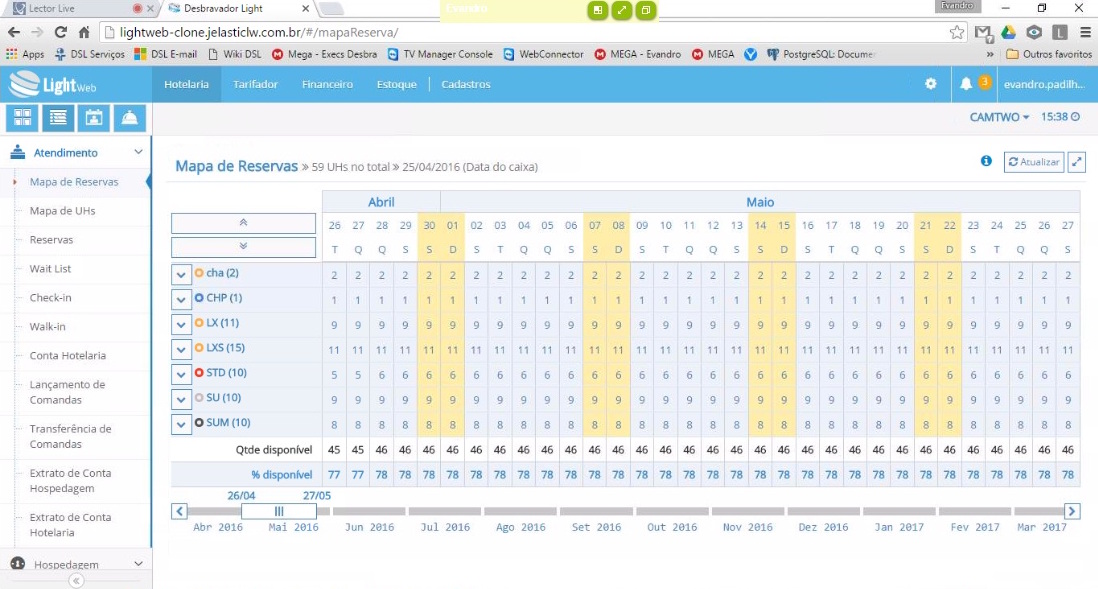 Lector Live
Desbravador Light
Evandro
Evandro
lightweb-clone.jelasticlw.com.br/#/mapaReserva/
Apps DSL Serviços DSL E-mail Wiki DSL Mega - Execs Desbra TV Manager Console WebConnector MEGA - Evandro MEGA PostgreSQL: Docume Outros favoritos
Light Web
Hotelaria Tarifador Financeiro Estoque Cadastros 3 evandro.padilh...
CAMTWO 15:38
Atendimento
Mapa de Reservas
Mapa de UHs
Reservas
Wait List
Check-in
Walk-in
Conta Hotelaria
Lançamento de
Comandas
Transferência de
Comandas
Extrato de Conta
Hospedagem
Extrato de Conta
Hotelaria
Hospedagem
Mapa de Reservas » 59 UHs no total » 25/04/2016 (Data do caixa)
Atualizar
Abril Maio
26 27 28 29 30 01 02 03 04 05 06 07 08 09 10 11 12 13 14 15 16 17 18 19 20 21 22 23 24 25 26 27
T Q Q S S D S T Q Q S S D S T Q Q S S D S T Q Q S S D S T Q Q S
cha (2) 2 2 2 2 2 2 2 2 2 2 2 2 2 2 2 2 2 2 2 2 2 2 2 2 2 2 2 2 2 2 2 2
CHP (1) 1 1 1 1 1 1 1 1 1 1 1 1 1 1 1 1 1 1 1 1 1 1 1 1 1 1 1 1 1 1 1 1
LX (11) 9 9 9 9 9 9 9 9 9 9 9 9 9 9 9 9 9 9 9 9 9 9 9 9 9 9 9 9 9 9 9 9
LXS (15) 11 11 11 11 11 11 11 11 11 11 11 11 11 11 11 11 11 11 11 11 11 11 11 11 11 11 11 11 11 11 11 11
STD (10) 5 5 6 6 6 6 6 6 6 6 6 6 6 6 6 6 6 6 6 6 6 6 6 6 6 6 6 6 6 6 6 6
SU (10) 9 9 9 9 9 9 9 9 9 9 9 9 9 9 9 9 9 9 9 9 9 9 9 9 9 9 9 9 9 9 9 9
SUM (10) 8 8 8 8 8 8 8 8 8 8 8 8 8 8 8 8 8 8 8 8 8 8 8 8 8 8 8 8 8 8 8 8
Qtde disponível 45 45 46 46 46 46 46 46 46 46 46 46 46 46 46 46 46 46 46 46 46 46 46 46 46 46 46 46 46 46 46 46
% disponível 77 77 78 78 78 78 78 78 78 78 78 78 78 78 78 78 78 78 78 78 78 78 78 78 78 78 78 78 78 78 78 78
26/04 27/05
Abr 2016 Mai 2016 Jun 2016 Jul 2016 Ago 2016 Set 2016 Out 2016 Nov 2016 Dez 2016 Jan 2017 Fev 2017 Mar 2017